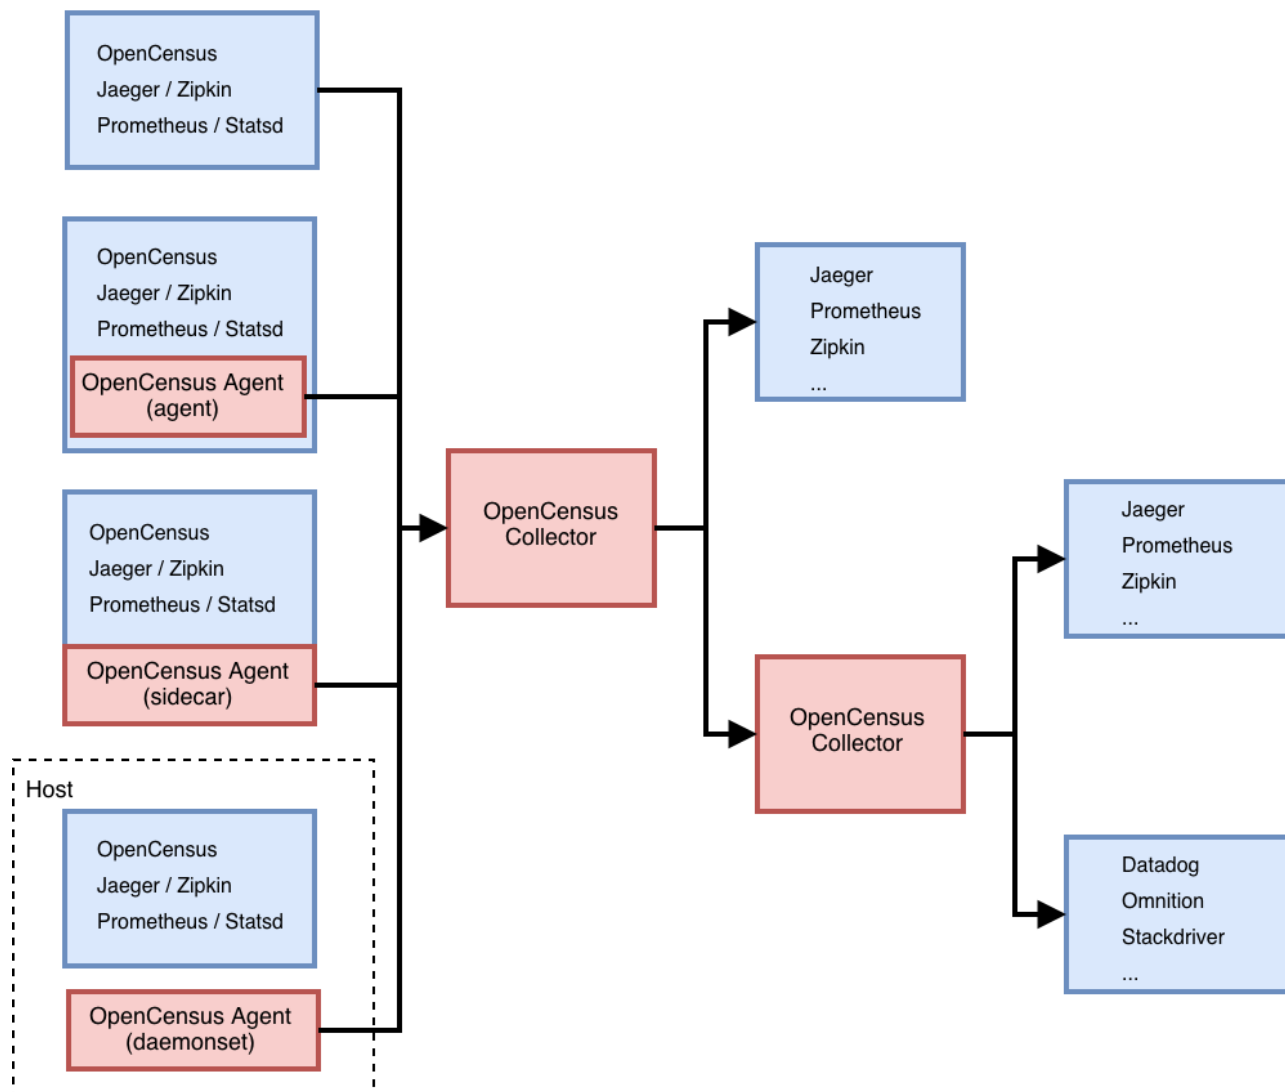 OpenCensus
Jaeger / Zipkin
Prometheus / Statsd
OpenCensus
Jaeger / Zipkin
Prometheus / Statsd
OpenCensus Agent
(agent)
OpenCensus
Jaeger / Zipkin
Prometheus / Statsd
OpenCensus Agent
(sidecar)
Host
OpenCensus
Jaeger / Zipkin
Prometheus / Statsd
OpenCensus Agent
(daemonset)
OpenCensus
Collector
Jaeger
Prometheus
Zipkin
...
OpenCensus
Collector
Jaeger
Prometheus
Zipkin
...
Datadog
Omnition
Stackdriver
...